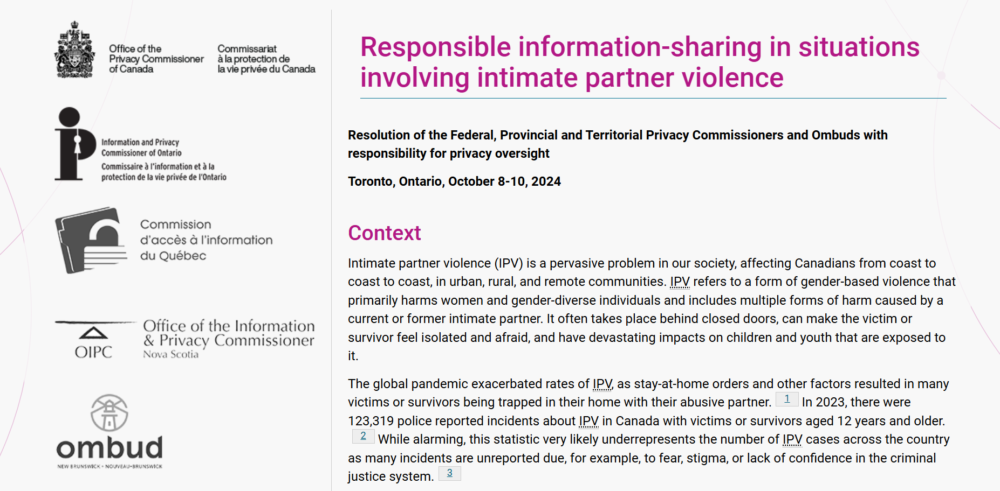 Office of the
Privacy Commissioner
of Canada
Commissariat
à la protection de
la vie privée du Canada
Information and Privacy
Commissioner of Ontario
Commissaire à l'information et à la
protection de la vie privée de l'Ontario
Commission
d'accès à l'information
du Québec
OIPC
Office of the Information
& Privacy Commissioner
Nova Scotia
ombud
NEW BRUNSWICK • NOUVEAU-BRUNSWICK
Responsible information-sharing in situations
involving intimate partner violence
Resolution of the Federal, Provincial and Territorial Privacy Commissioners and Ombuds with
responsibility for privacy oversight
Toronto, Ontario, October 8-10, 2024
Context
Intimate partner violence (IPV) is a pervasive problem in our society, affecting Canadians from coast to
coast to coast, in urban, rural, and remote communities. IPV refers to a form of gender-based violence that
primarily harms women and gender-diverse individuals and includes multiple forms of harm caused by a
current or former intimate partner. It often takes place behind closed doors, can make the victim or
survivor feel isolated and afraid, and have devastating impacts on children and youth that are exposed to
it.
The global pandemic exacerbated rates of IPV, as stay-at-home orders and other factors resulted in many
victims or survivors being trapped in their home with their abusive partner. 1 In 2023, there were
123,319 police reported incidents about IPV in Canada with victims or survivors aged 12 years and older.
2 While alarming, this statistic very likely underrepresents the number of IPV cases across the country
as many incidents are unreported due, for example, to fear, stigma, or lack of confidence in the criminal
justice system. 3